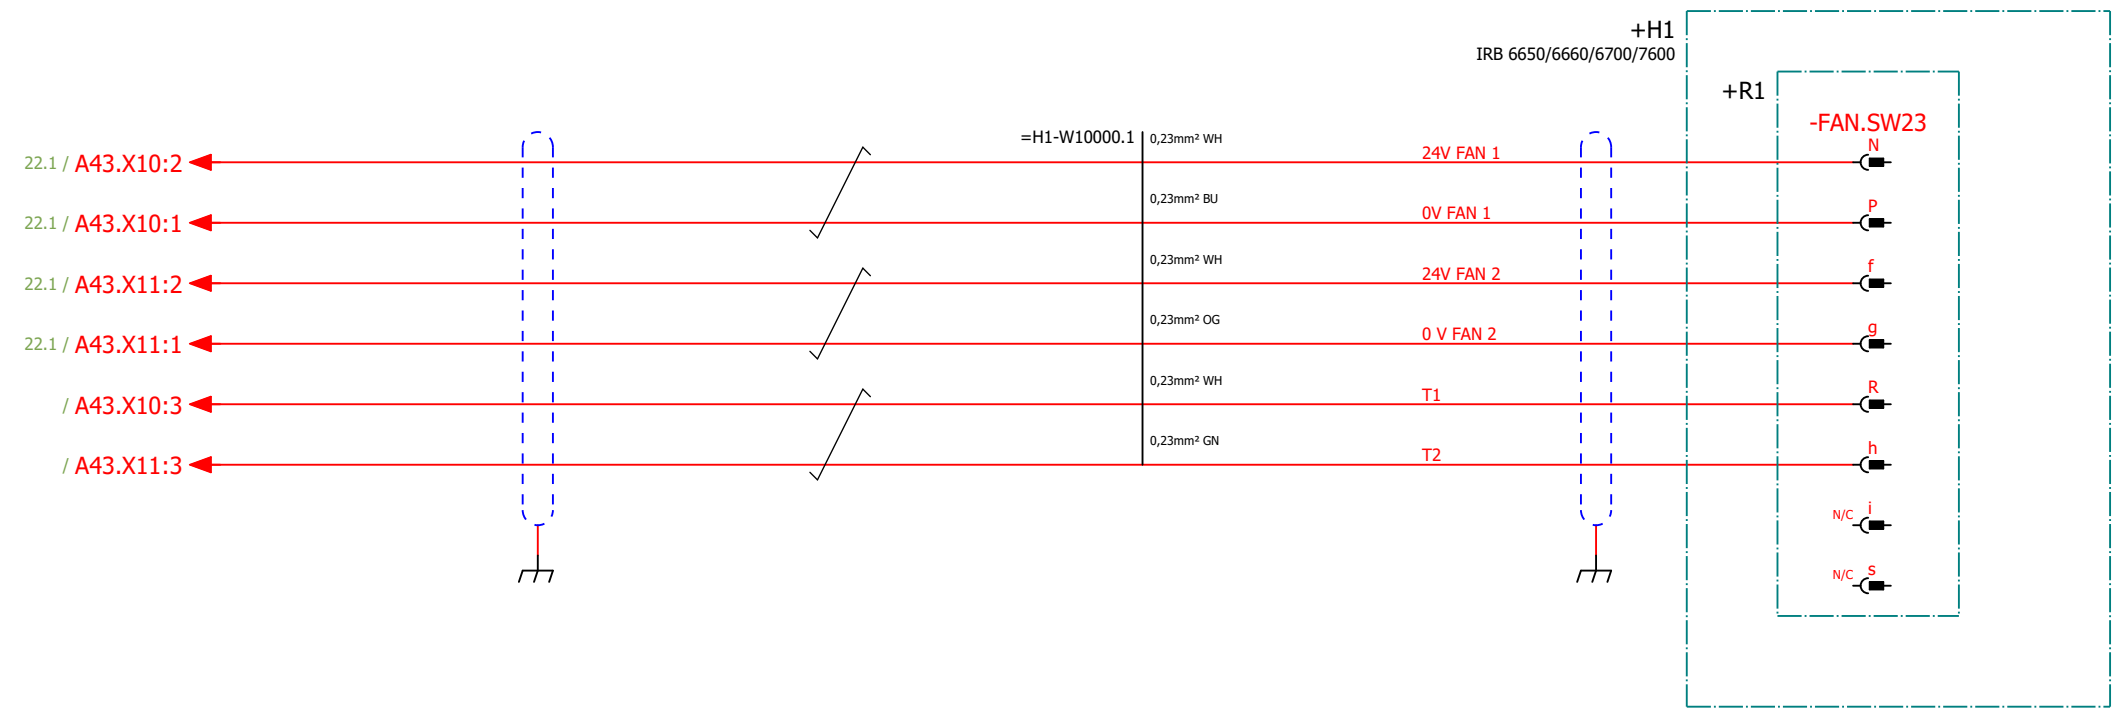 +H1
IRB 6650/6660/6700/7600
+R1
-FAN.SW23
=H1-W10000.1
0,23mm² WH
22.1 / A43.X10:2
24V FAN 1
N
0,23mm² BU
22.1 / A43.X10:1
0V FAN 1
P
0,23mm² WH
22.1 / A43.X11:2
24V FAN 2
f
0,23mm² OG
22.1 / A43.X11:1
0 V FAN 2
g
0,23mm² WH
/ A43.X10:3
T1
R
0,23mm² GN
/ A43.X11:3
T2
h
N/C i
N/C s